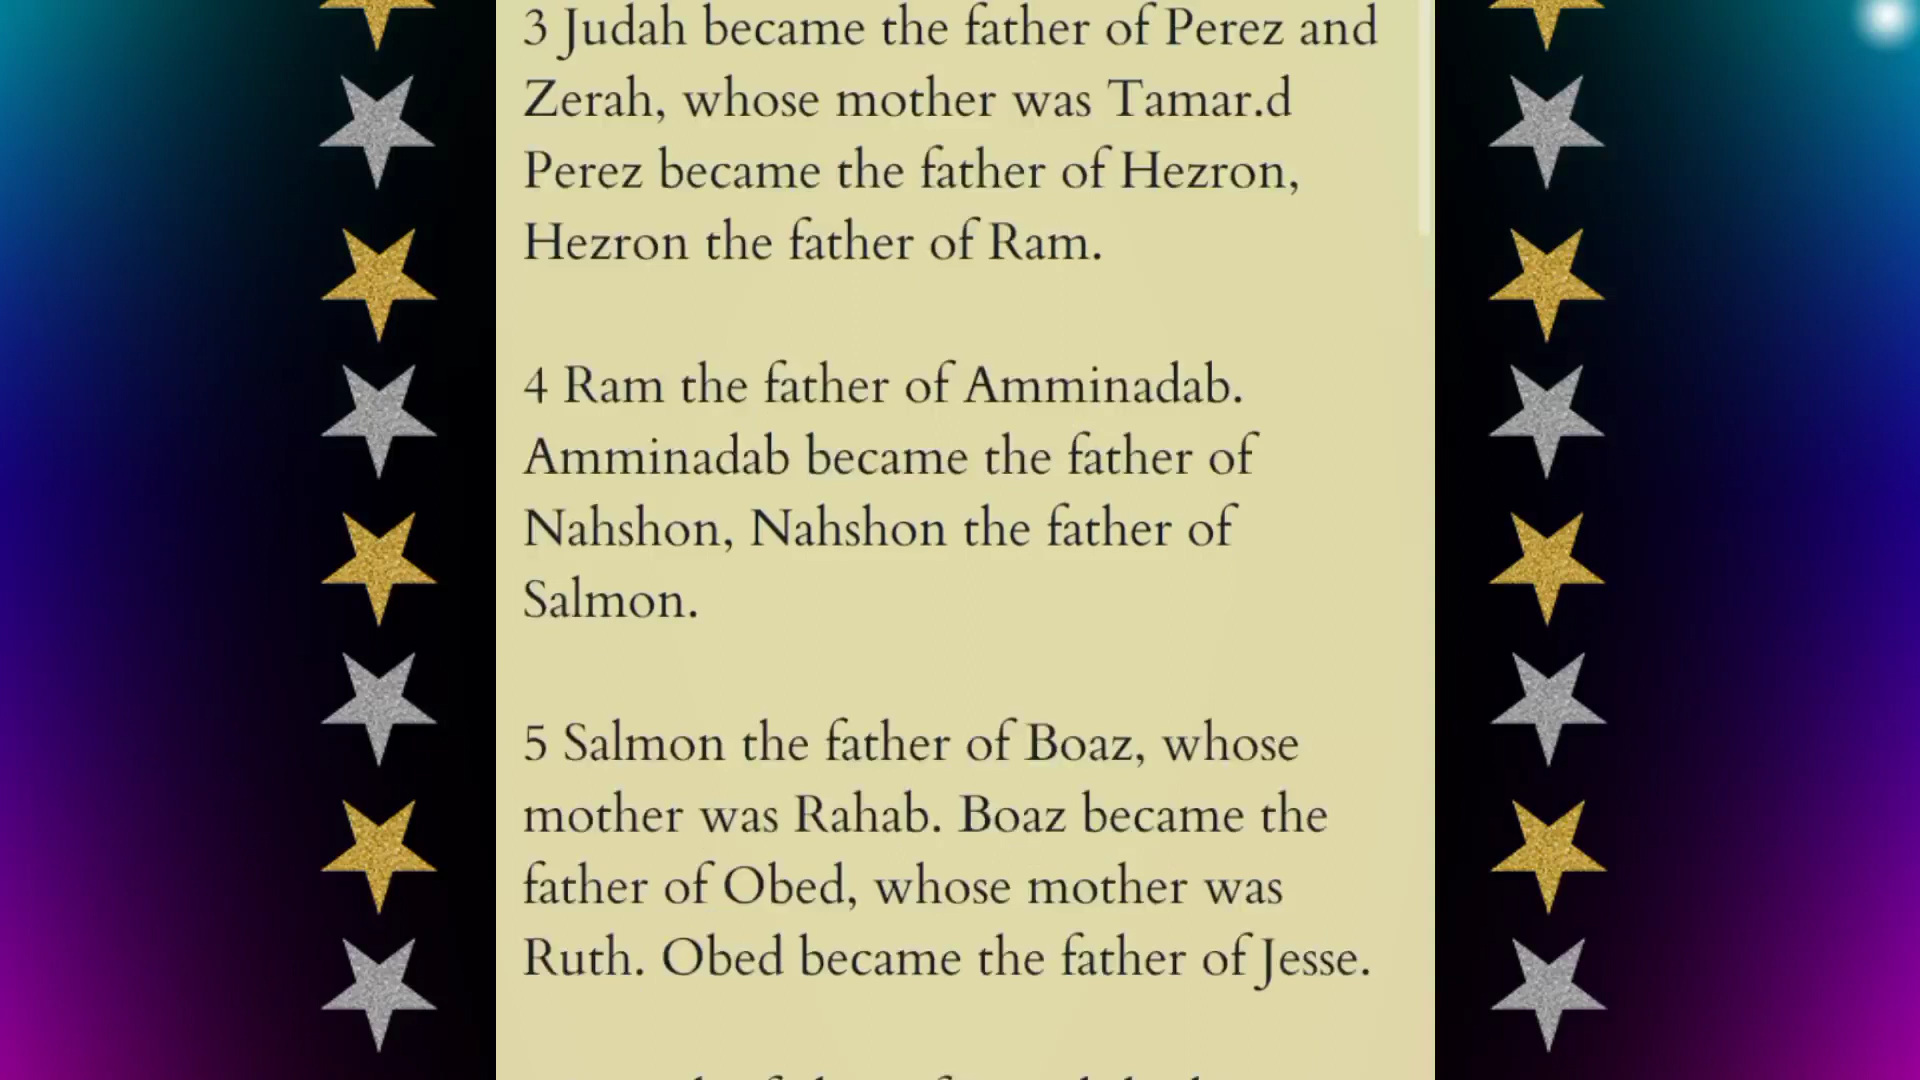 3 Judah became the father of Perez and
Zerah, whose mother was Tamar.d
Perez became the father of Hezron,
Hezron the father of Ram.
4 Ram the father of Amminadab.
Amminadab became the father of
Nahshon, Nahshon the father of
Salmon.
5 Salmon the father of Boaz, whose
mother was Rahab. Boaz became the
father of Obed, whose mother was
Ruth. Obed became the father of Jesse.